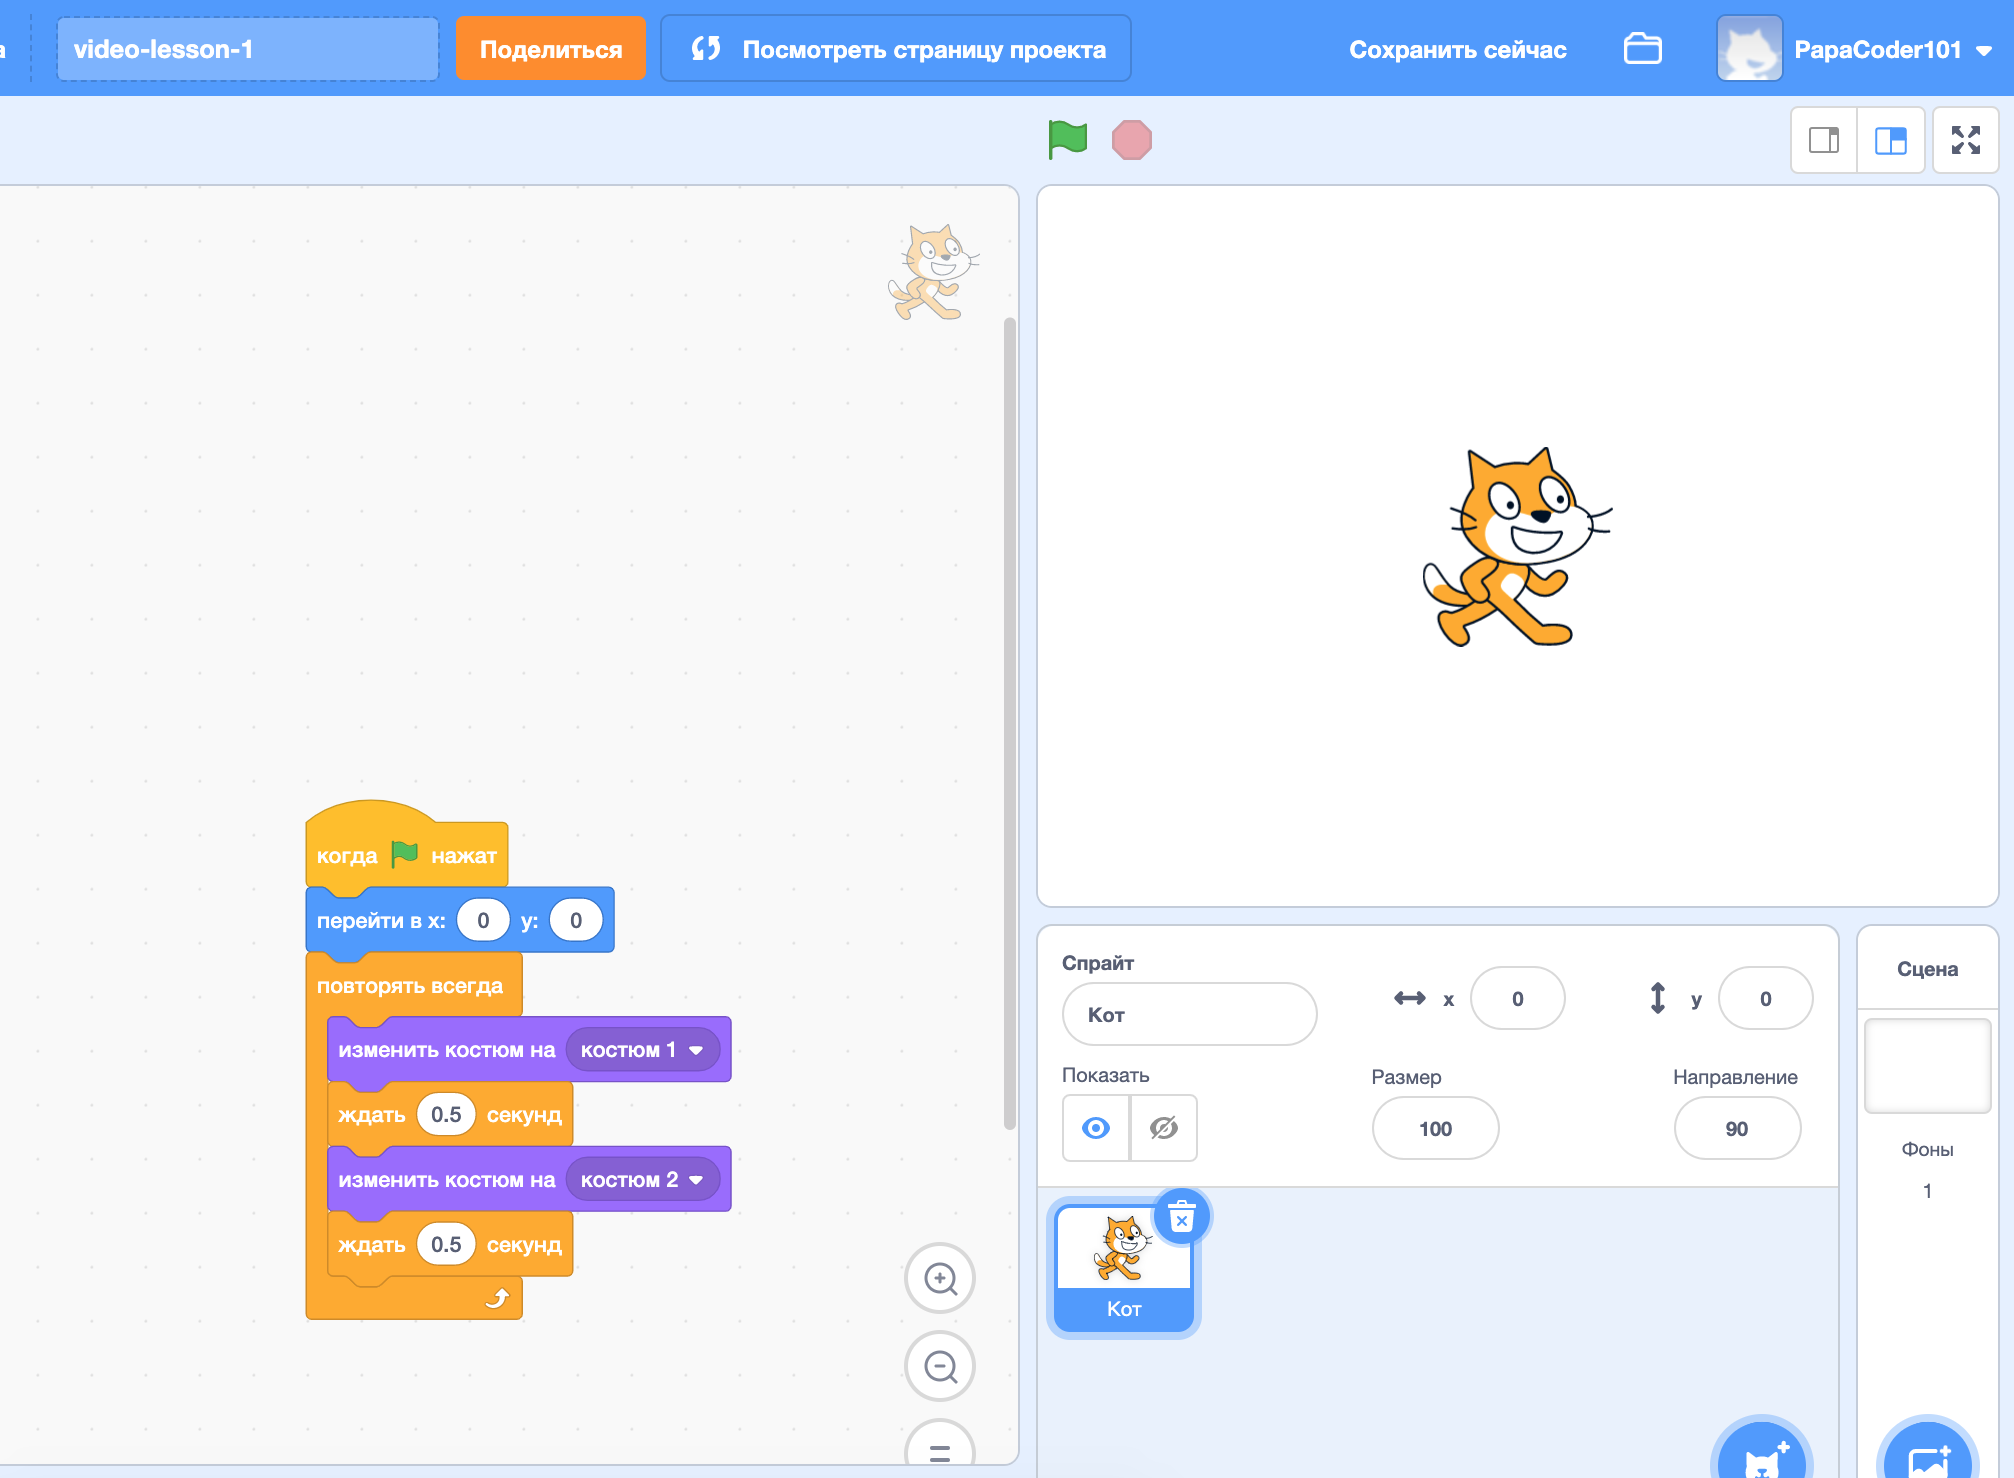 а
video-lesson-1
Поделиться
Посмотреть страницу проекта
Сохранить сейчас
PapaCoder101
когда нажат
перейти в x: 0 y: 0
повторять всегда
изменить костюм на костюм 1
ждать 0.5 секунд
изменить костюм на костюм 2
ждать 0.5 секунд
Спрайт
Кот
x 0
y 0
Показать
Размер
100
Направление
90
Кот
Сцена
Фоны
1